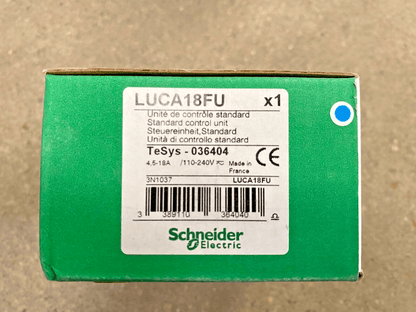 LUCA18FU x1
Unité de contrôle standard
Standard control unit
Steuereinheit, Standard
Unità di controllo standard
TeSys - 036404
4,5-18A /110-240V Made in France
3N1037 LUCA18FU
3 389110 364040
Schneider
Electric